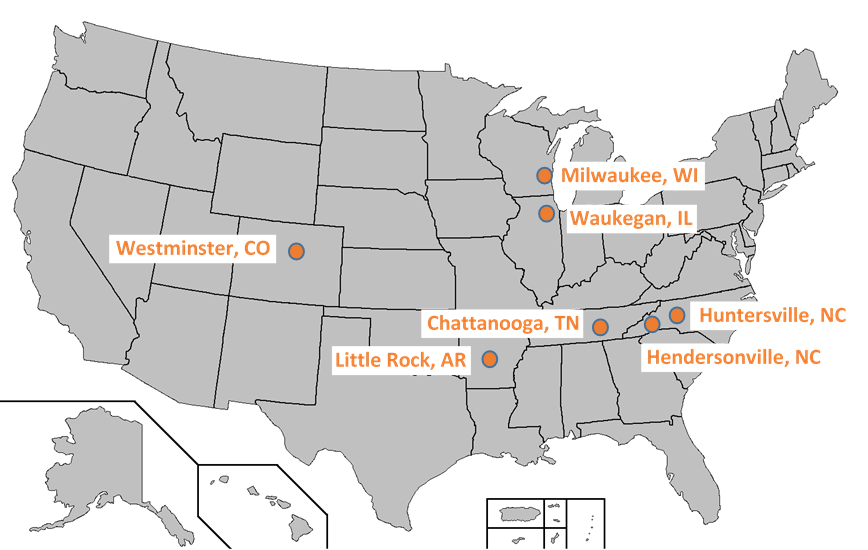 Milwaukee, WI
Waukegan, IL
Westminster, CO
Huntersville, NC
Chattanooga, TN
Hendersonville, NC
Little Rock, AR